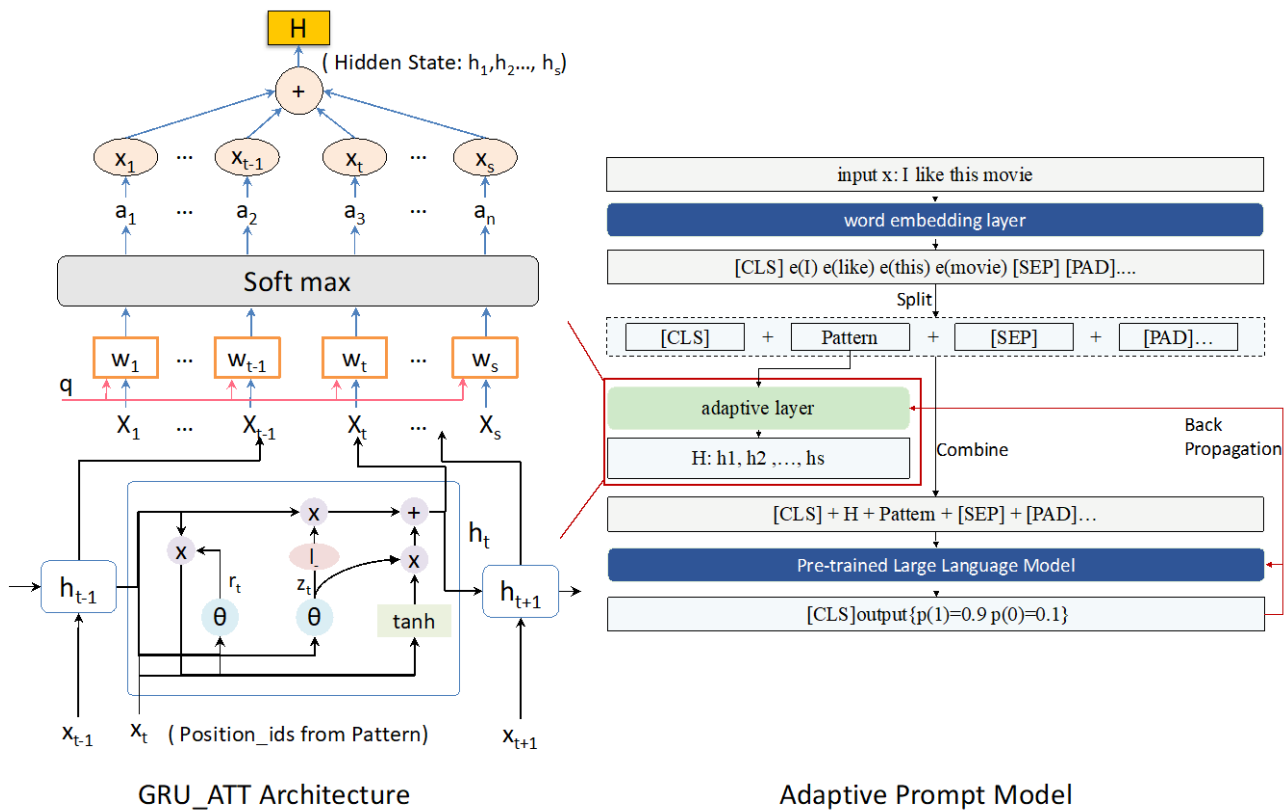 H
( Hidden State: h1,h2..., hs)
+
x1 ... xt-1 ... xt ... xs
a1 ... a2 ... a3 ... an
Soft max
w1 ... wt-1 ... wt ... ws
q
X1 ... Xt-1 ... Xt ... Xs
x + ht
x I- x
ht-1 rt zt ht+1
θ θ tanh
xt-1 xt ( Position_ids from Pattern) xt+1
GRU_ATT Architecture
input x: I like this movie
word embedding layer
[CLS] e(I) e(like) e(this) e(movie) [SEP] [PAD]....
Split
[CLS] + Pattern + [SEP] + [PAD]...
adaptive layer
Back
Propagation
H: h1, h2 ,..., hs
Combine
[CLS] + H + Pattern + [SEP] + [PAD]...
Pre-trained Large Language Model
[CLS]output{p(1)=0.9 p(0)=0.1}
Adaptive Prompt Model